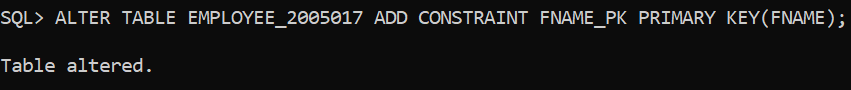 SQL> ALTER TABLE EMPLOYEE_2005017 ADD CONSTRAINT FNAME_PK PRIMARY KEY(FNAME);
Table altered.